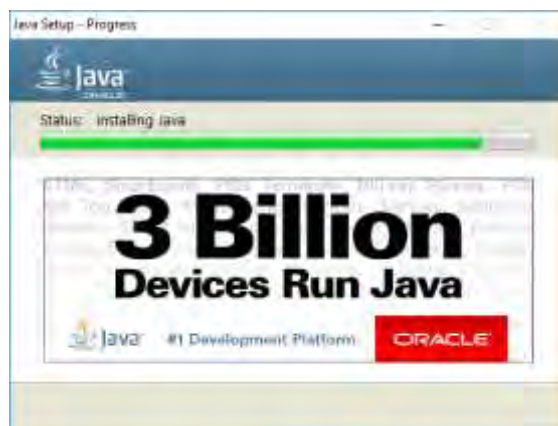 Java Setup - Progress
Java
ORACLE
Status: Installing Java
3 Billion
Devices Run Java
Java #1 Development Platform ORACLE